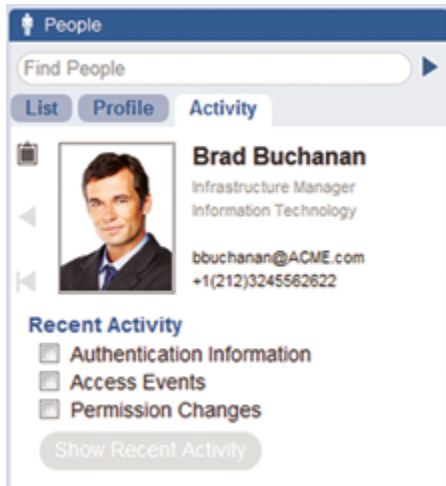 People
Find People
List Profile Activity
Brad Buchanan
Infrastructure Manager
Information Technology
bbuchanan@ACME.com
+1(212)3245562622
Recent Activity
Authentication Information
Access Events
Permission Changes
Show Recent Activity